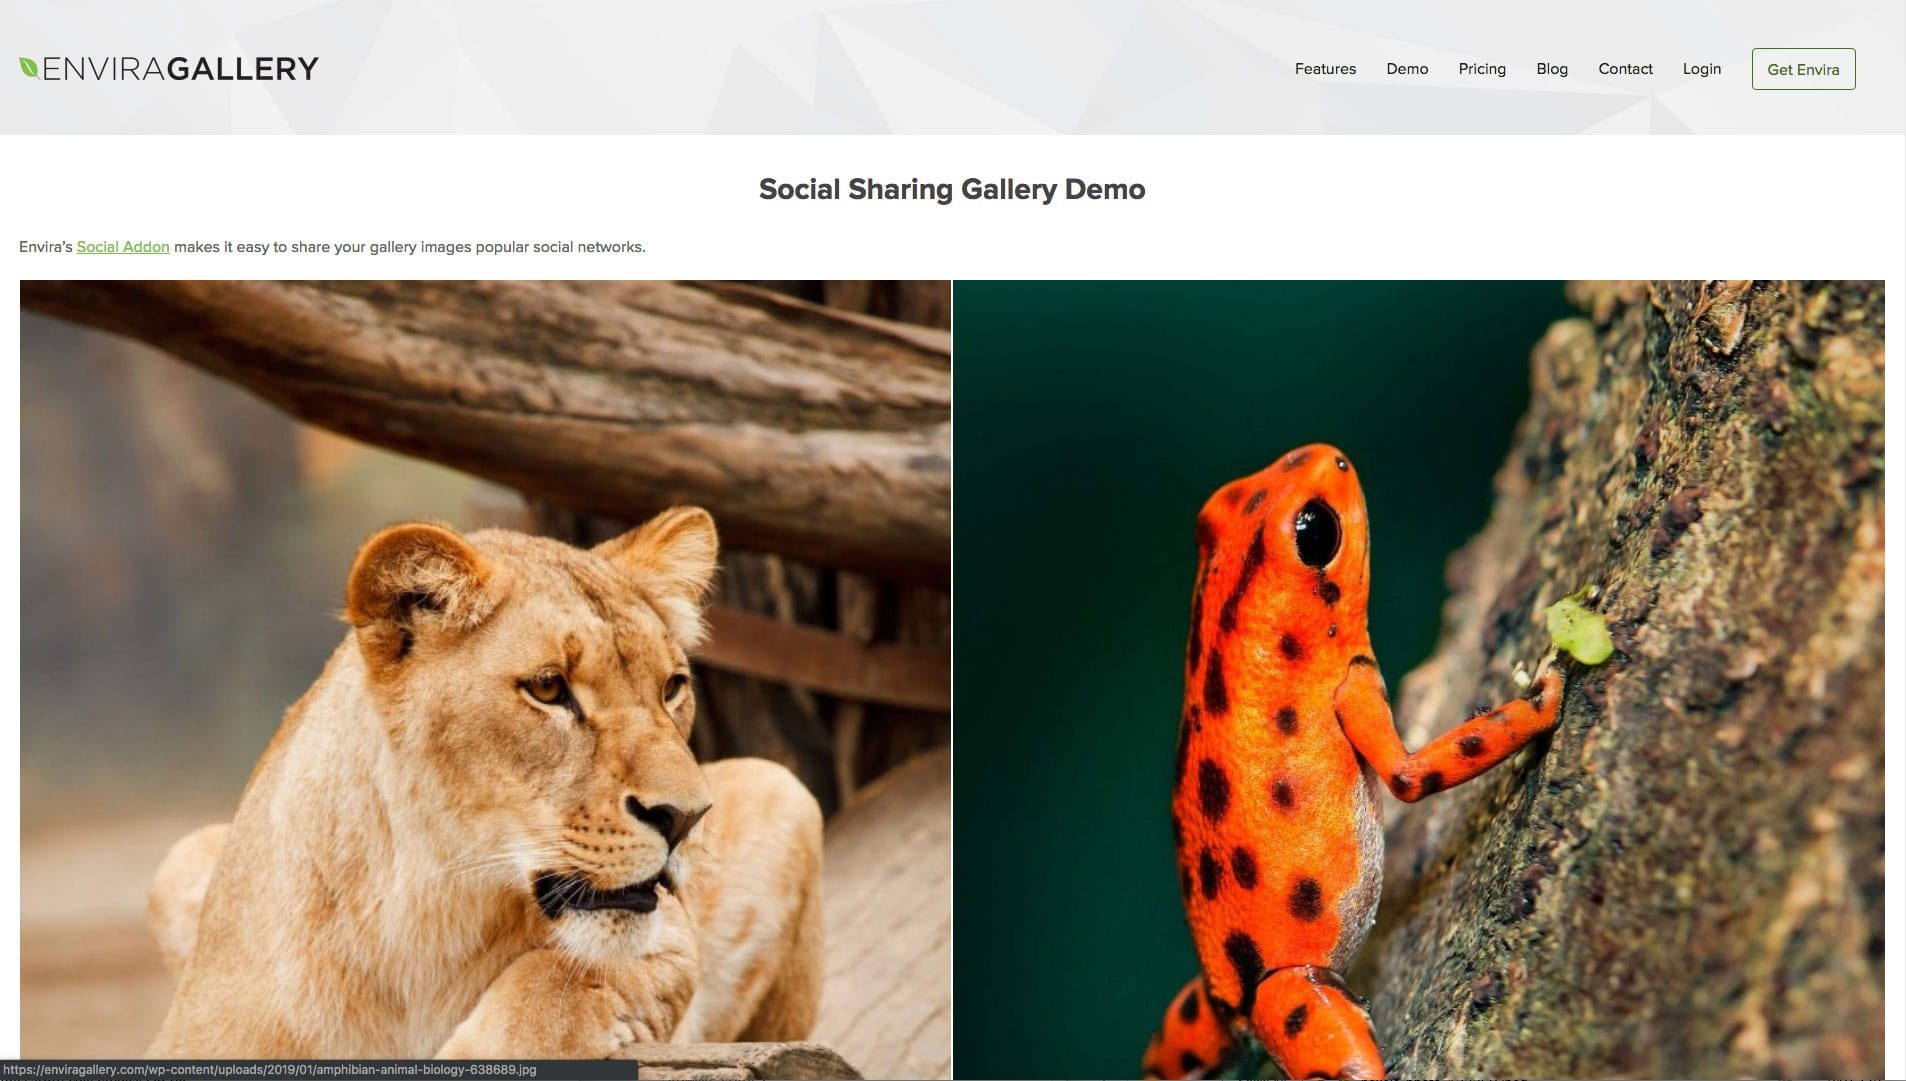 ENVIRAGALLERY
Features Demo Pricing Blog Contact Login Get Envira
Social Sharing Gallery Demo
Envira's Social Addon makes it easy to share your gallery images popular social networks.
https://enviragallery.com/wp-content/uploads/2019/01/amphibian-animal-biology-638689.jpg